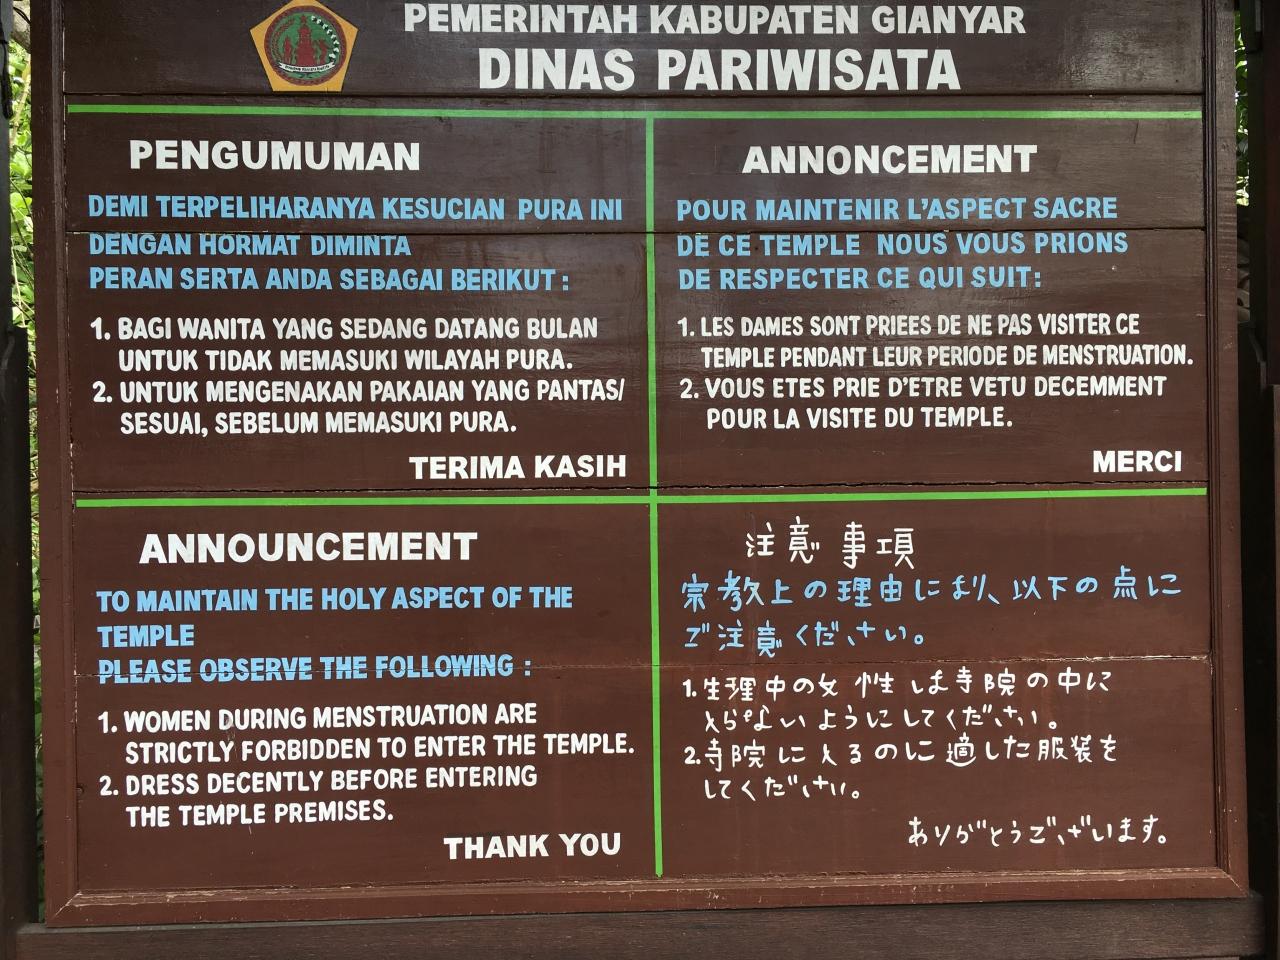 PEMERINTAH KABUPATEN GIANYAR
DINAS PARIWISATA
PENGUMUMAN
DEMI TERPELIHARANYA KESUCIAN PURA INI
DENGAN HORMAT DIMINTA
PERAN SERTA ANDA SEBAGAI BERIKUT :
1. BAGI WANITA YANG SEDANG DATANG BULAN
UNTUK TIDAK MEMASUKI WILAYAH PURA.
2. UNTUK MENGENAKAN PAKAIAN YANG PANTAS/
SESUAI, SEBELUM MEMASUKI PURA.
TERIMA KASIH
ANNONCEMENT
POUR MAINTENIR L'ASPECT SACRE
DE CE TEMPLE NOUS VOUS PRIONS
DE RESPECTER CE QUI SUIT:
1. LES DAMES SONT PRIEES DE NE PAS VISITER CE
TEMPLE PENDANT LEUR PERIODE DE MENSTRUATION.
2. VOUS ETES PRIE D'ETRE VETU DECEMMENT
POUR LA VISITE DU TEMPLE.
MERCI
ANNOUNCEMENT
TO MAINTAIN THE HOLY ASPECT OF THE
TEMPLE
PLEASE OBSERVE THE FOLLOWING :
1. WOMEN DURING MENSTRUATION ARE
STRICTLY FORBIDDEN TO ENTER THE TEMPLE.
2. DRESS DECENTLY BEFORE ENTERING
THE TEMPLE PREMISES.
THANK YOU
注意事項
宗教上の理由により、以下の点に
ご注意ください。
1. 生理中の女性は寺院の中に
入らないようにしてください。
2. 寺院に入るのに適した服装を
してください。
ありがとうございます。